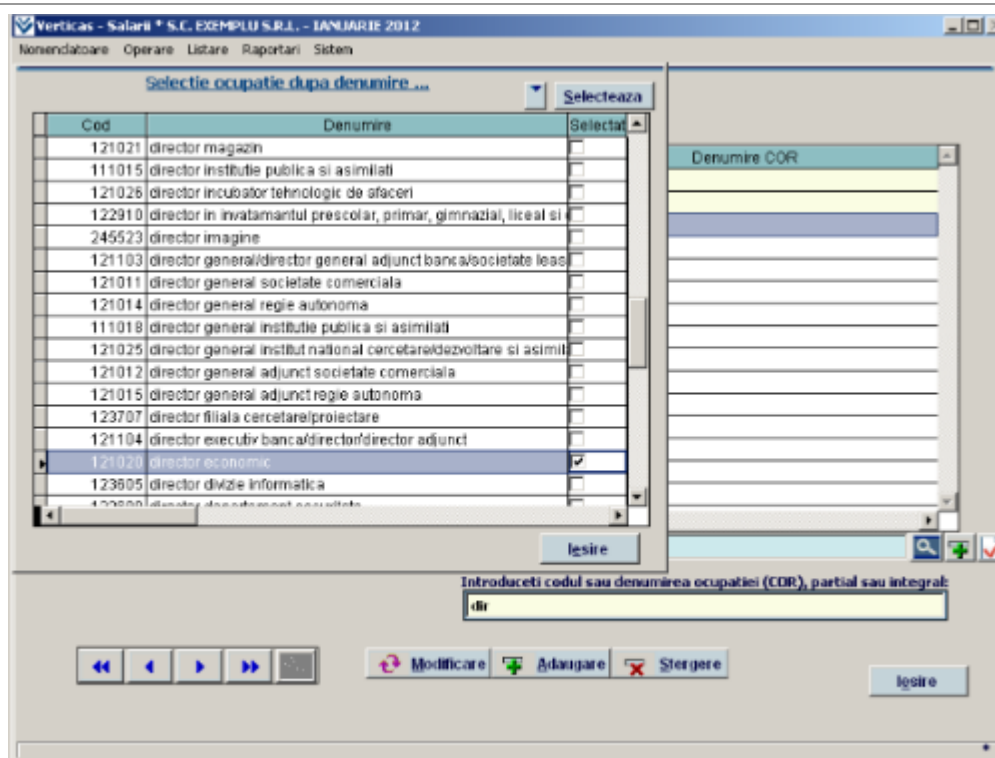 Verticas - Salarii * S.C. EXEMPLU S.R.L. - IANUARIE 2012
Nomenclatoare Operare Listare Raportari Sistem
Selectie ocupatie dupa denumire ...
Selecteaza
Cod Denumire Selectat
Denumire COR
121021 director magazin
111015 director institutie publica si asimilati
121026 director incubator tehnologic de afaceri
122910 director in invatamantul prescolar, primar, gimnazial, liceal si
245523 director imagine
121103 director general/director general adjunct banca/societate leas
121011 director general societate comerciala
121014 director general regie autonoma
111018 director general institutie publica si asimilati
121025 director general institut national cercetare/dezvoltare si asimil
121012 director general adjunct societate comerciala
121015 director general adjunct regie autonoma
123707 director filiala cercetare/proiectare
121104 director executiv banca/director/director adjunct
121020 director economic
123605 director divizie informatica
director departament securitate
Iesire
Introduceti codul sau denumirea ocupatiei (COR), partial sau integral:
dir
Modificare Adaugare Stergere
Iesire